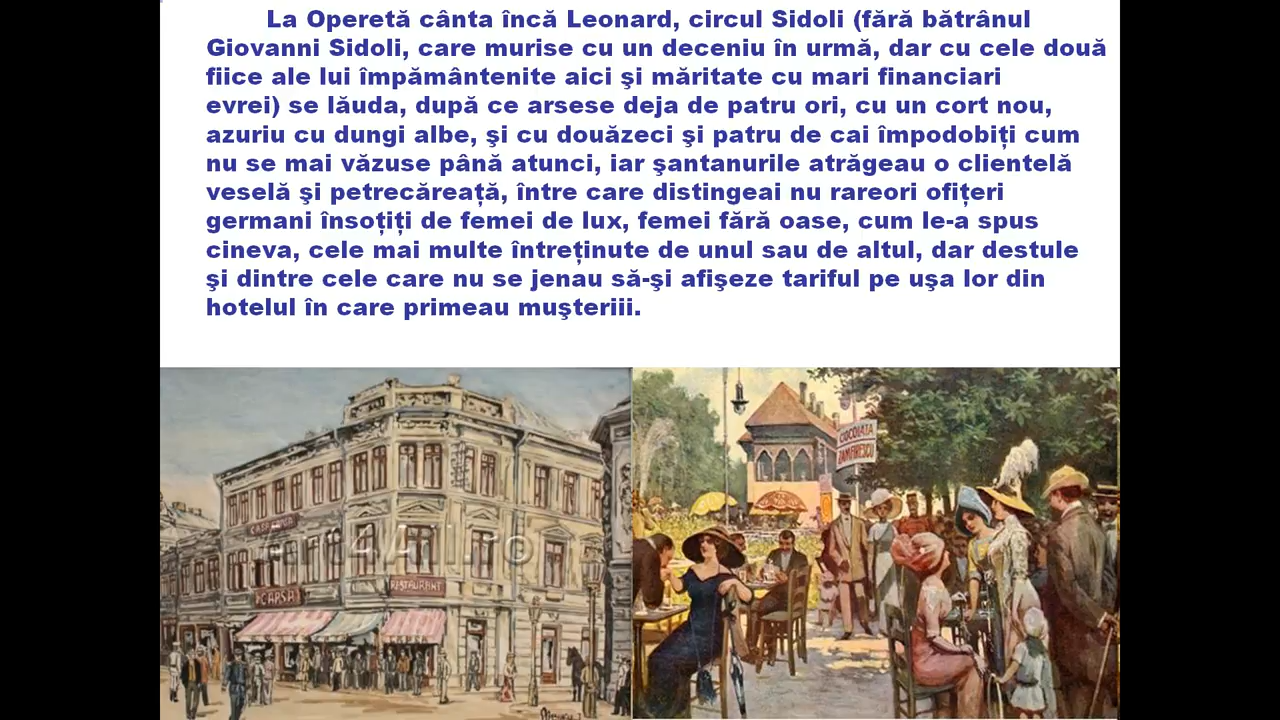 La Operetă cânta încă Leonard, circul Sidoli (fără bătrânul
Giovanni Sidoli, care murise cu un deceniu în urmă, dar cu cele două
fiice ale lui împământenite aici şi măritate cu mari financiari
evrei) se lăuda, după ce arsese deja de patru ori, cu un cort nou,
azuriu cu dungi albe, şi cu douăzeci şi patru de cai împodobiți cum
nu se mai văzuse până atunci, iar şantanurile atrăgeau o clientelă
veselă şi petrecăreață, între care distingeai nu rareori ofițeri
germani însoțiți de femei de lux, femei fără oase, cum le-a spus
cineva, cele mai multe întreținute de unul sau de altul, dar destule
şi dintre cele care nu se jenau să-şi afişeze tariful pe uşa lor din
hotelul în care primeau muşteriii.
CIOCOLATA
ZAMFIRESCU
CASA CAPSA
CAPSA
RESTAURANT